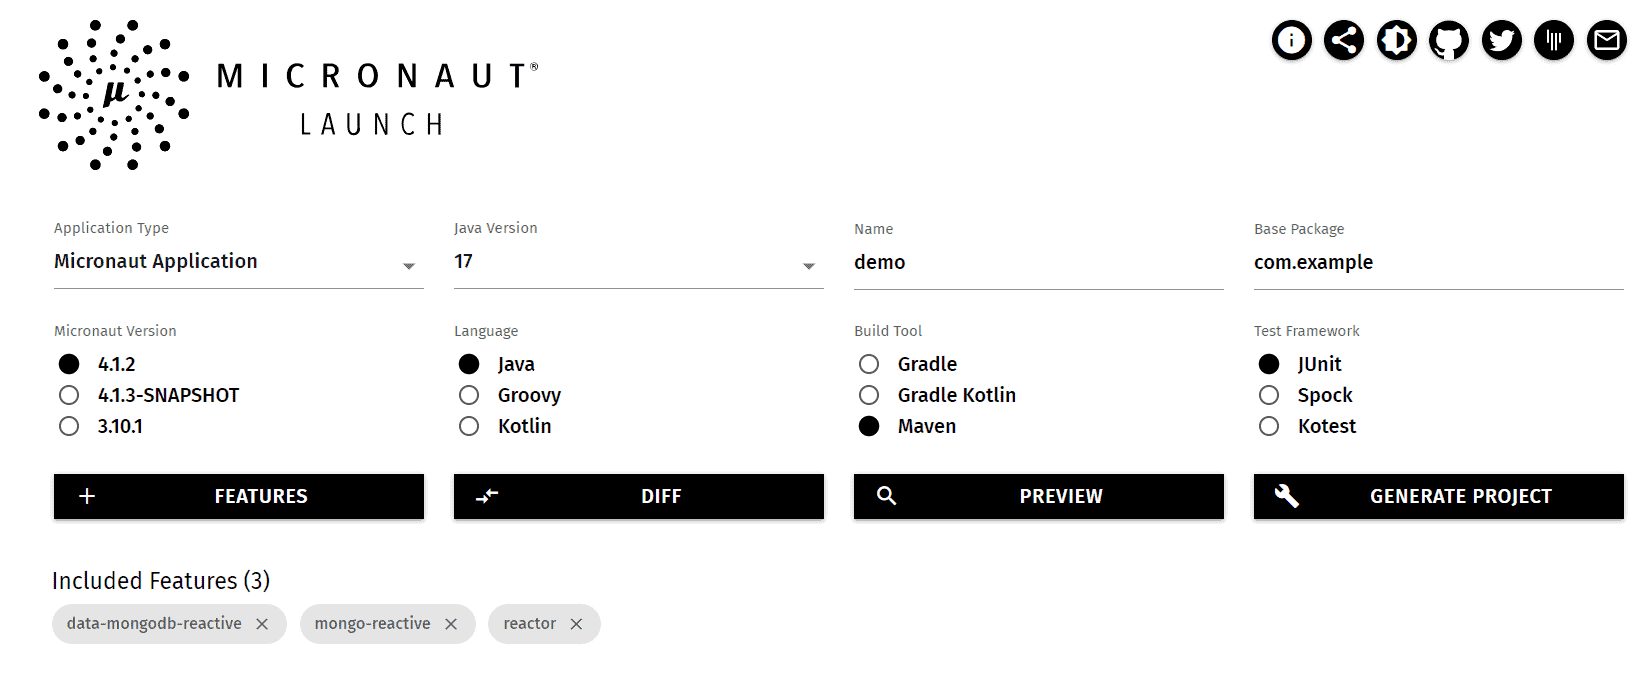 μ
MICRONAUT®
LAUNCH
Application Type
Micronaut Application
Java Version
17
Name
demo
Base Package
com.example
Micronaut Version
4.1.2
4.1.3-SNAPSHOT
3.10.1
Language
Java
Groovy
Kotlin
Build Tool
Gradle
Gradle Kotlin
Maven
Test Framework
JUnit
Spock
Kotest
FEATURES
DIFF
PREVIEW
GENERATE PROJECT
Included Features (3)
data-mongodb-reactive
mongo-reactive
reactor